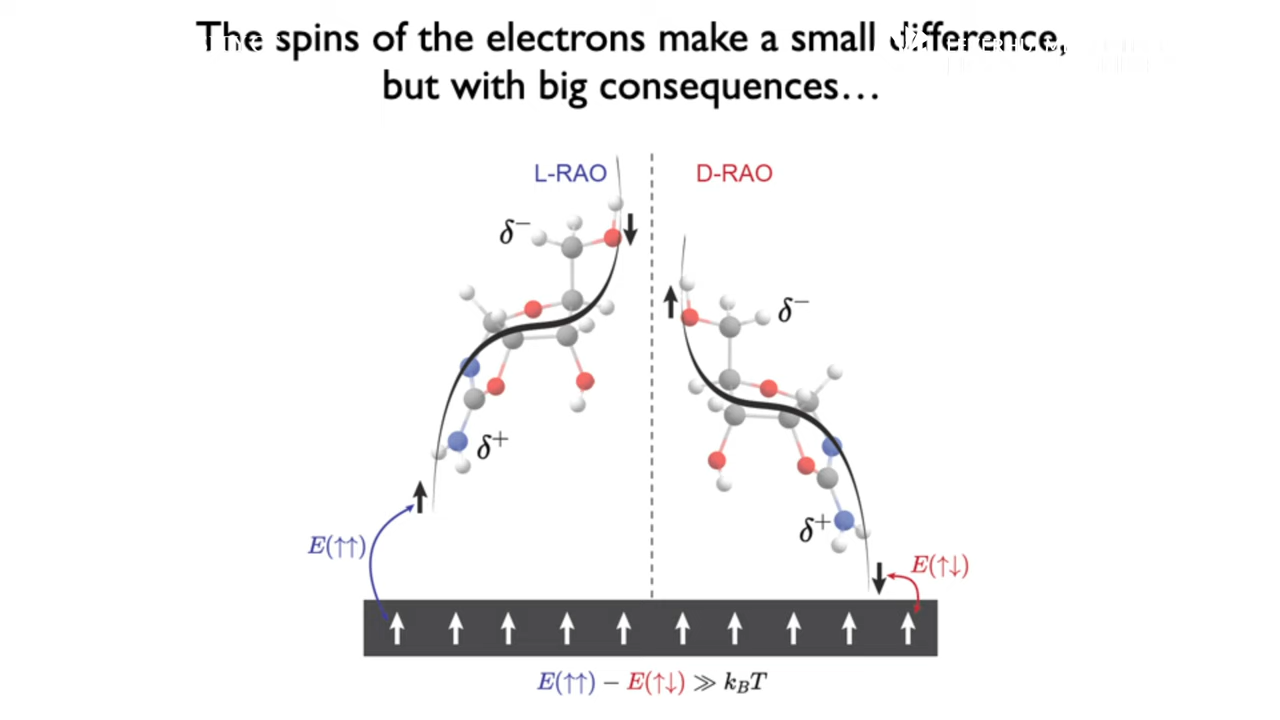 The spins of the electrons make a small difference,
but with big consequences…
L-RAO
D-RAO
δ⁻
δ⁻
δ⁺
δ⁺
E(↑↑)
E(↑↓)
E(↑↑) − E(↑↓) ≫ k_BT